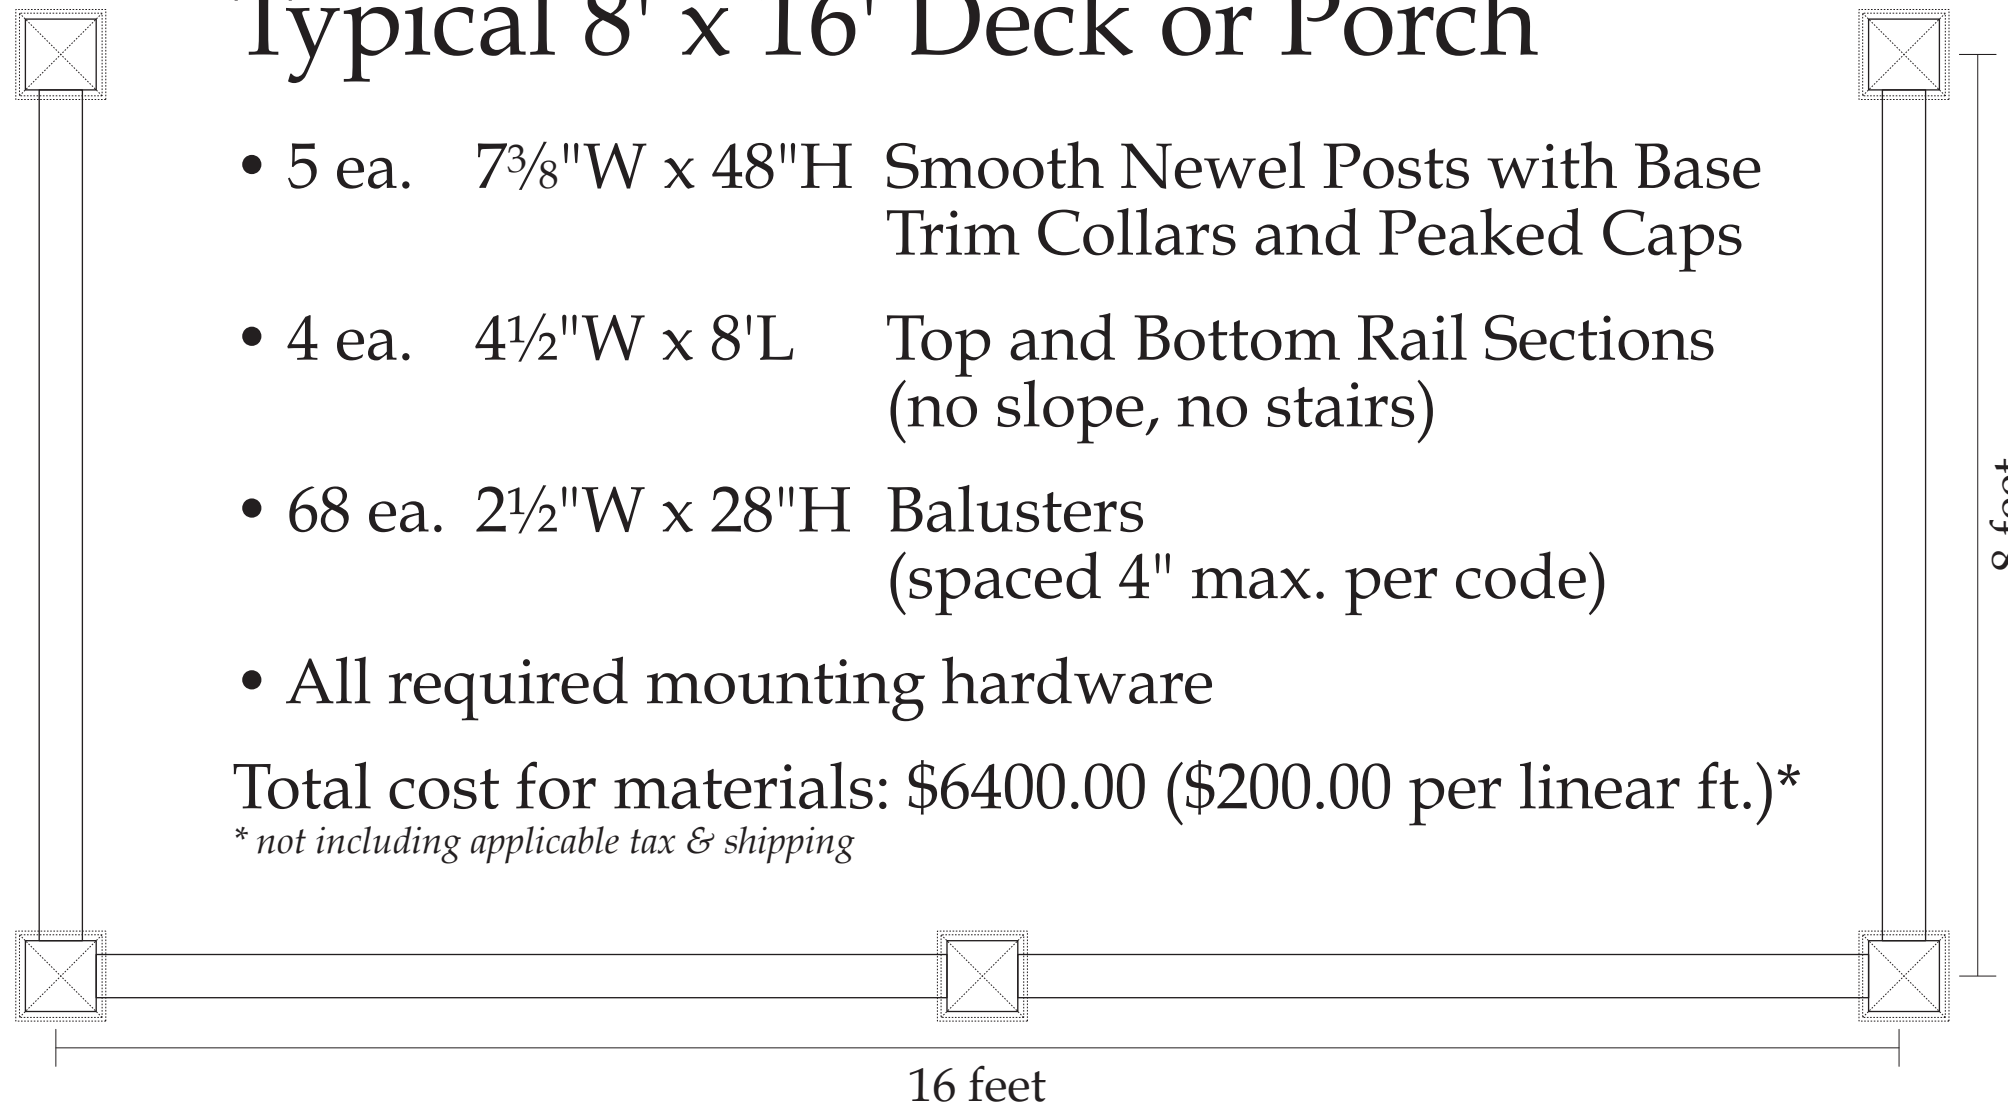 Typical 8' x 16' Deck or Porch
• 5 ea. 7⅜"W x 48"H Smooth Newel Posts with Base
Trim Collars and Peaked Caps
• 4 ea. 4½"W x 8'L Top and Bottom Rail Sections
(no slope, no stairs)
• 68 ea. 2½"W x 28"H Balusters
(spaced 4" max. per code)
• All required mounting hardware
Total cost for materials: $6400.00 ($200.00 per linear ft.)*
* not including applicable tax & shipping
8 feet
16 feet